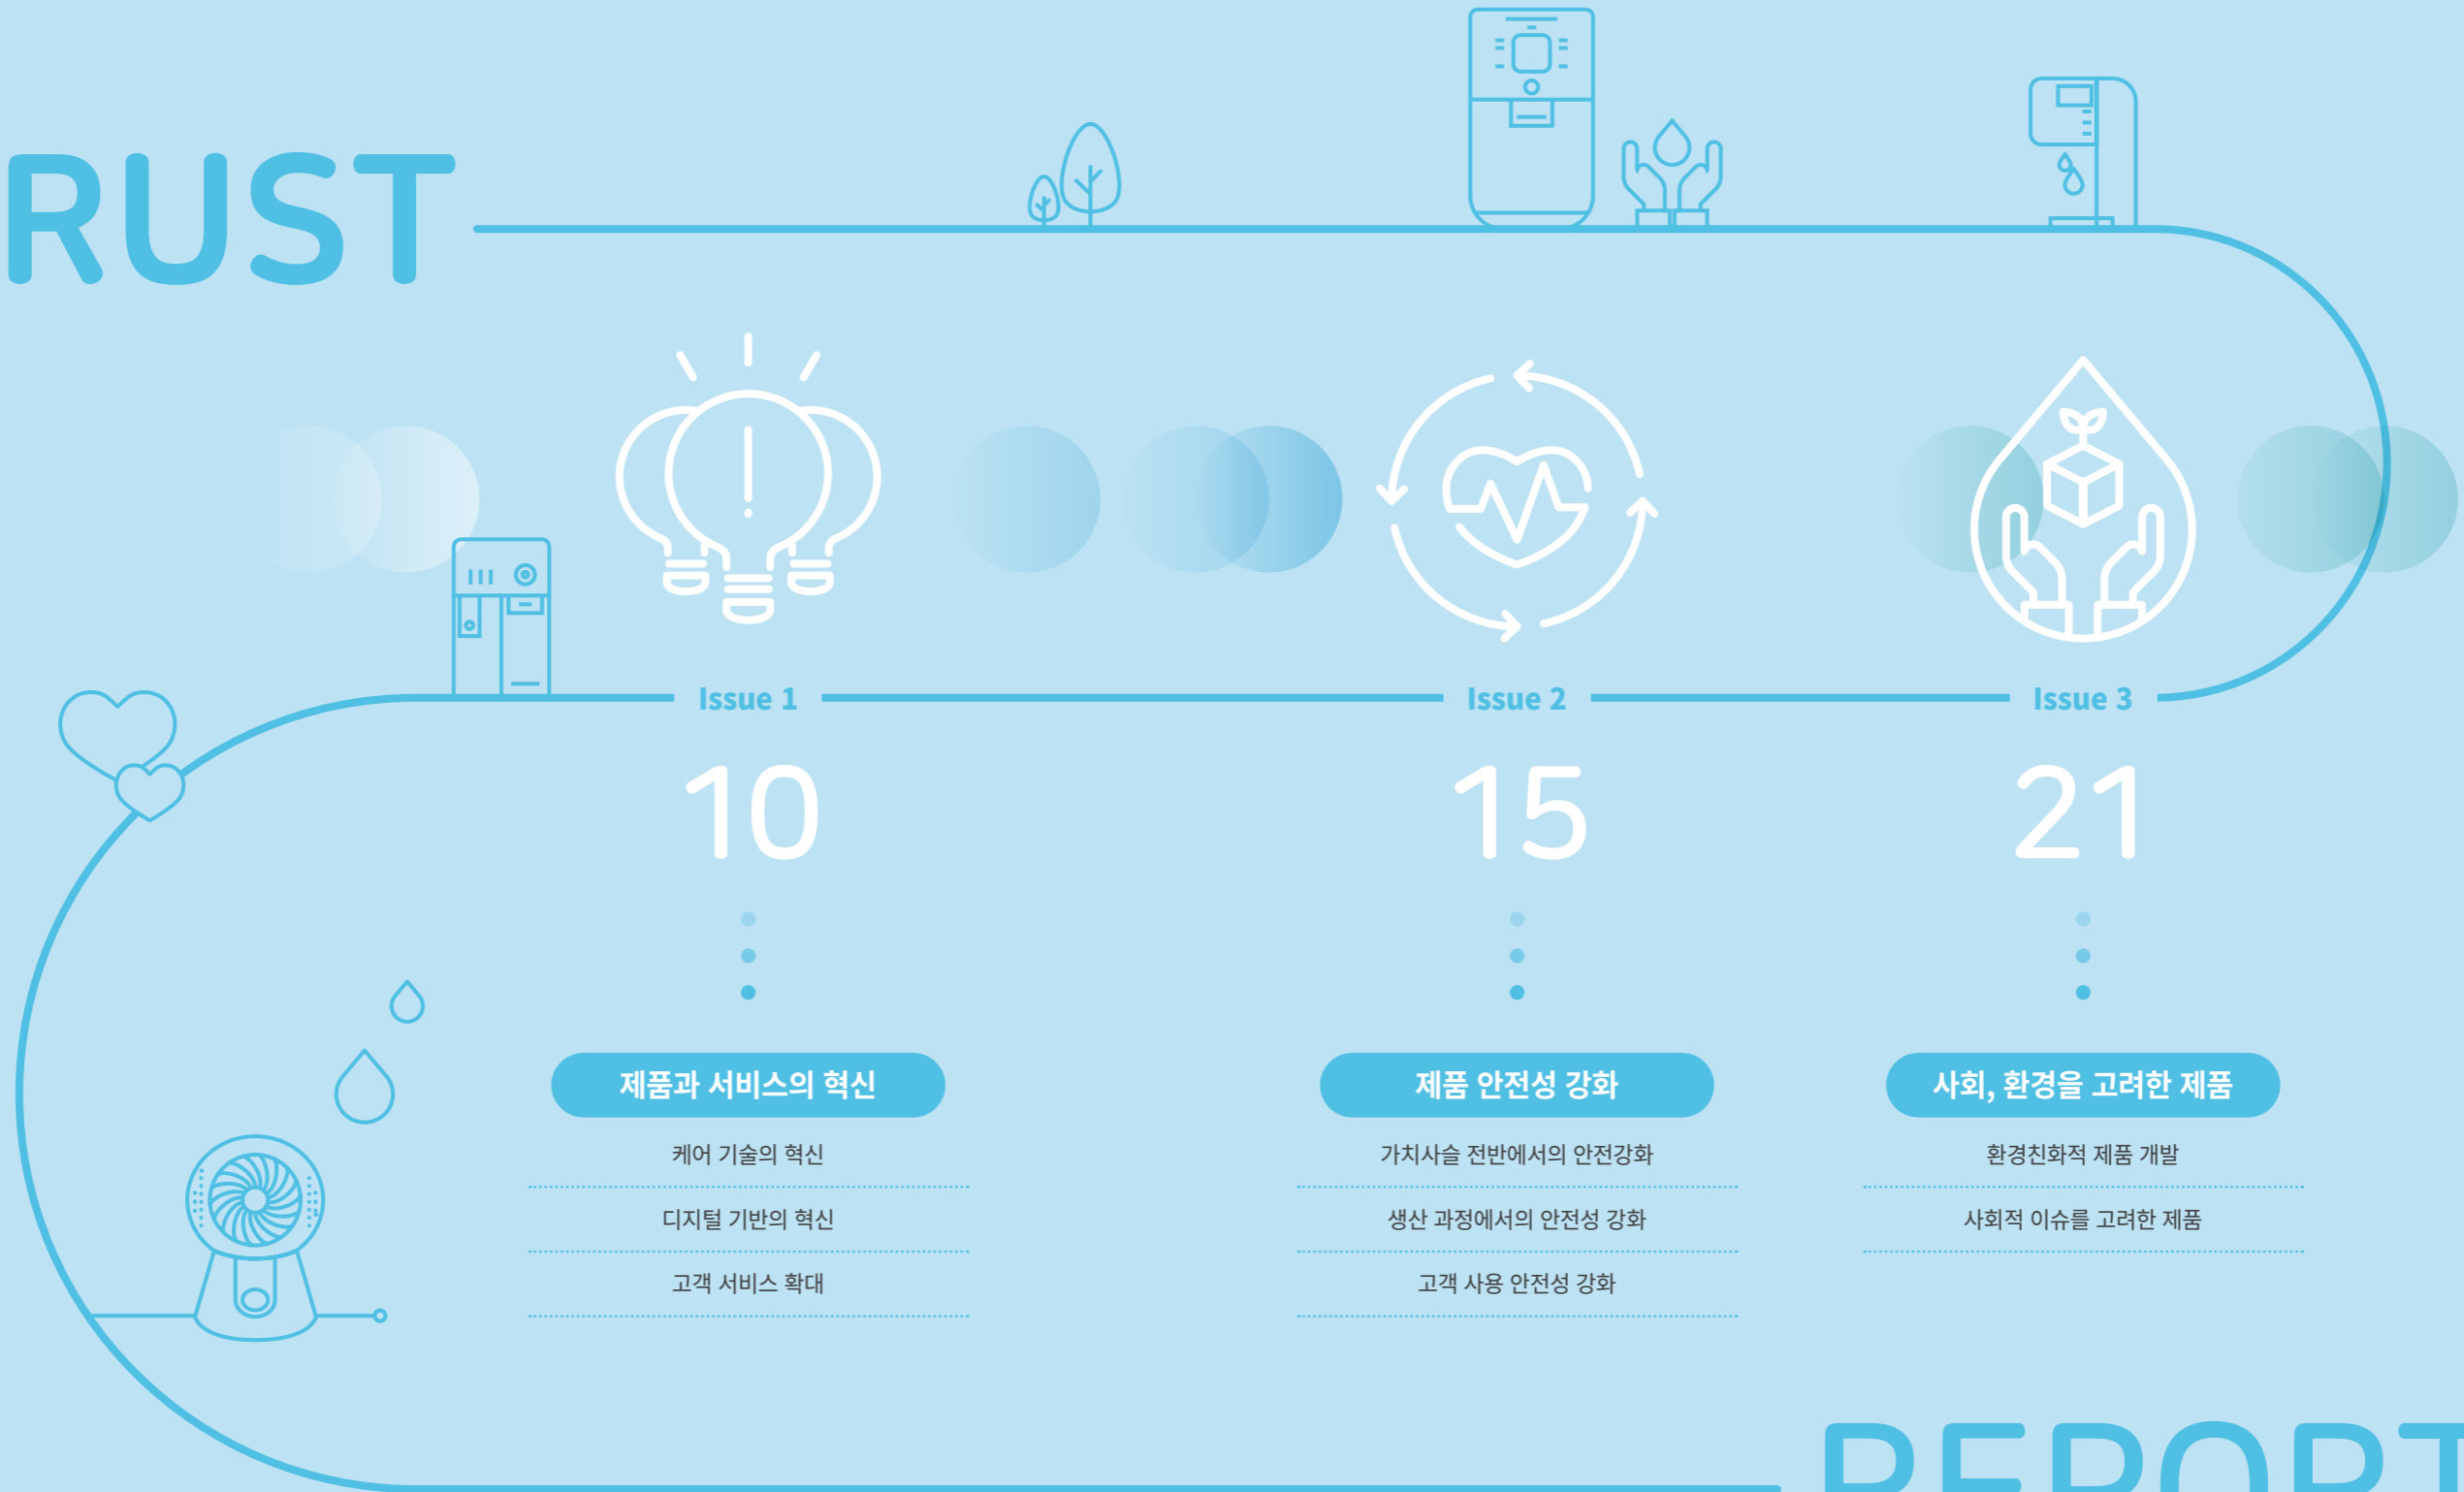 RUST
Issue 1
10
제품과 서비스의 혁신
케어 기술의 혁신
디지털 기반의 혁신
고객 서비스 확대
Issue 2
15
제품 안전성 강화
가치사슬 전반에서의 안전강화
생산 과정에서의 안전성 강화
고객 사용 안전성 강화
Issue 3
21
사회, 환경을 고려한 제품
환경친화적 제품 개발
사회적 이슈를 고려한 제품
REPORT